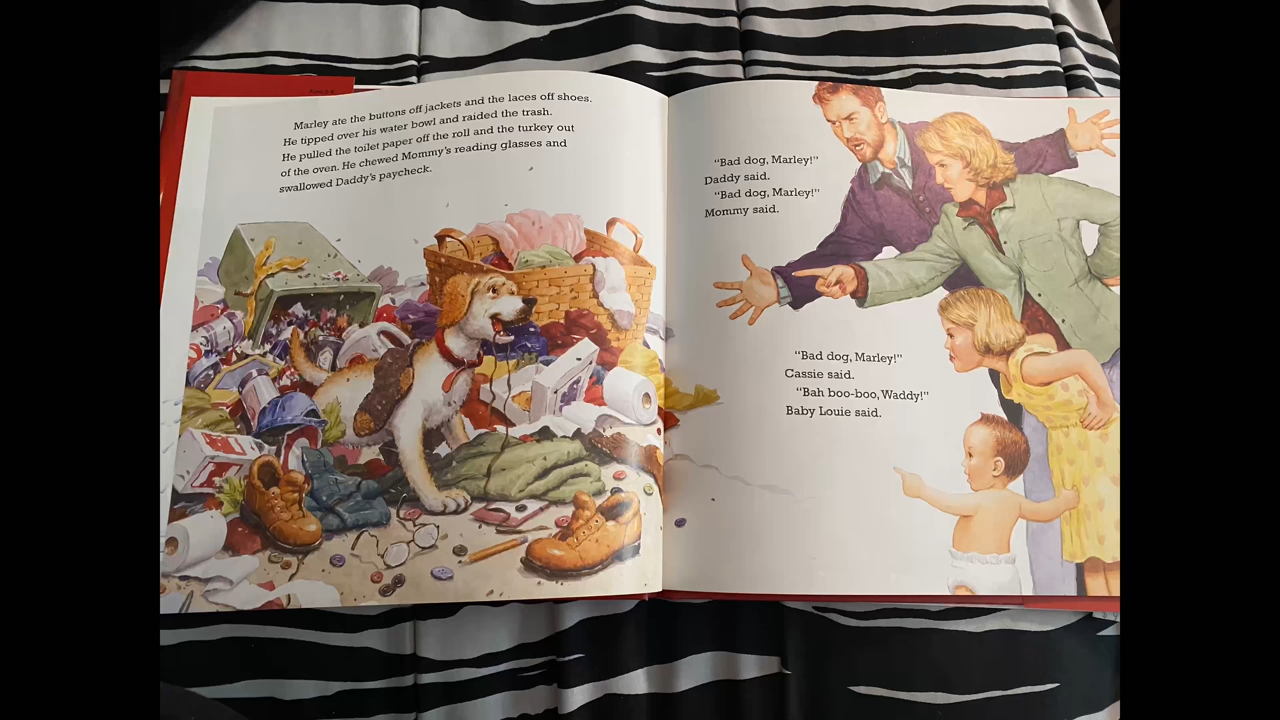 Marley ate the buttons off jackets and the laces off shoes.
He tipped over his water bowl and raided the trash.
He pulled the toilet paper off the roll and the turkey out
of the oven. He chewed Mommy's reading glasses and
swallowed Daddy's paycheck.
“Bad dog, Marley!”
Daddy said.
“Bad dog, Marley!”
Mommy said.
“Bad dog, Marley!”
Cassie said.
“Bah boo-boo, Waddy!”
Baby Louie said.